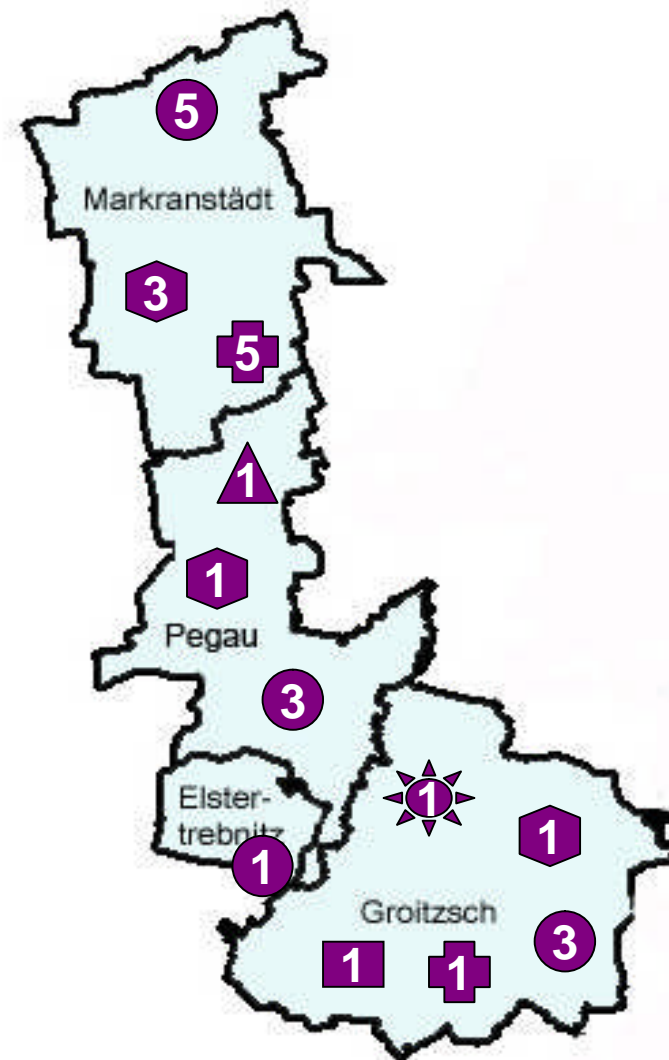 5
Markranstädt
3
5
1
1
Pegau
3
Elster-
trebnitz
1
1
1
Groitzsch
3
1
1